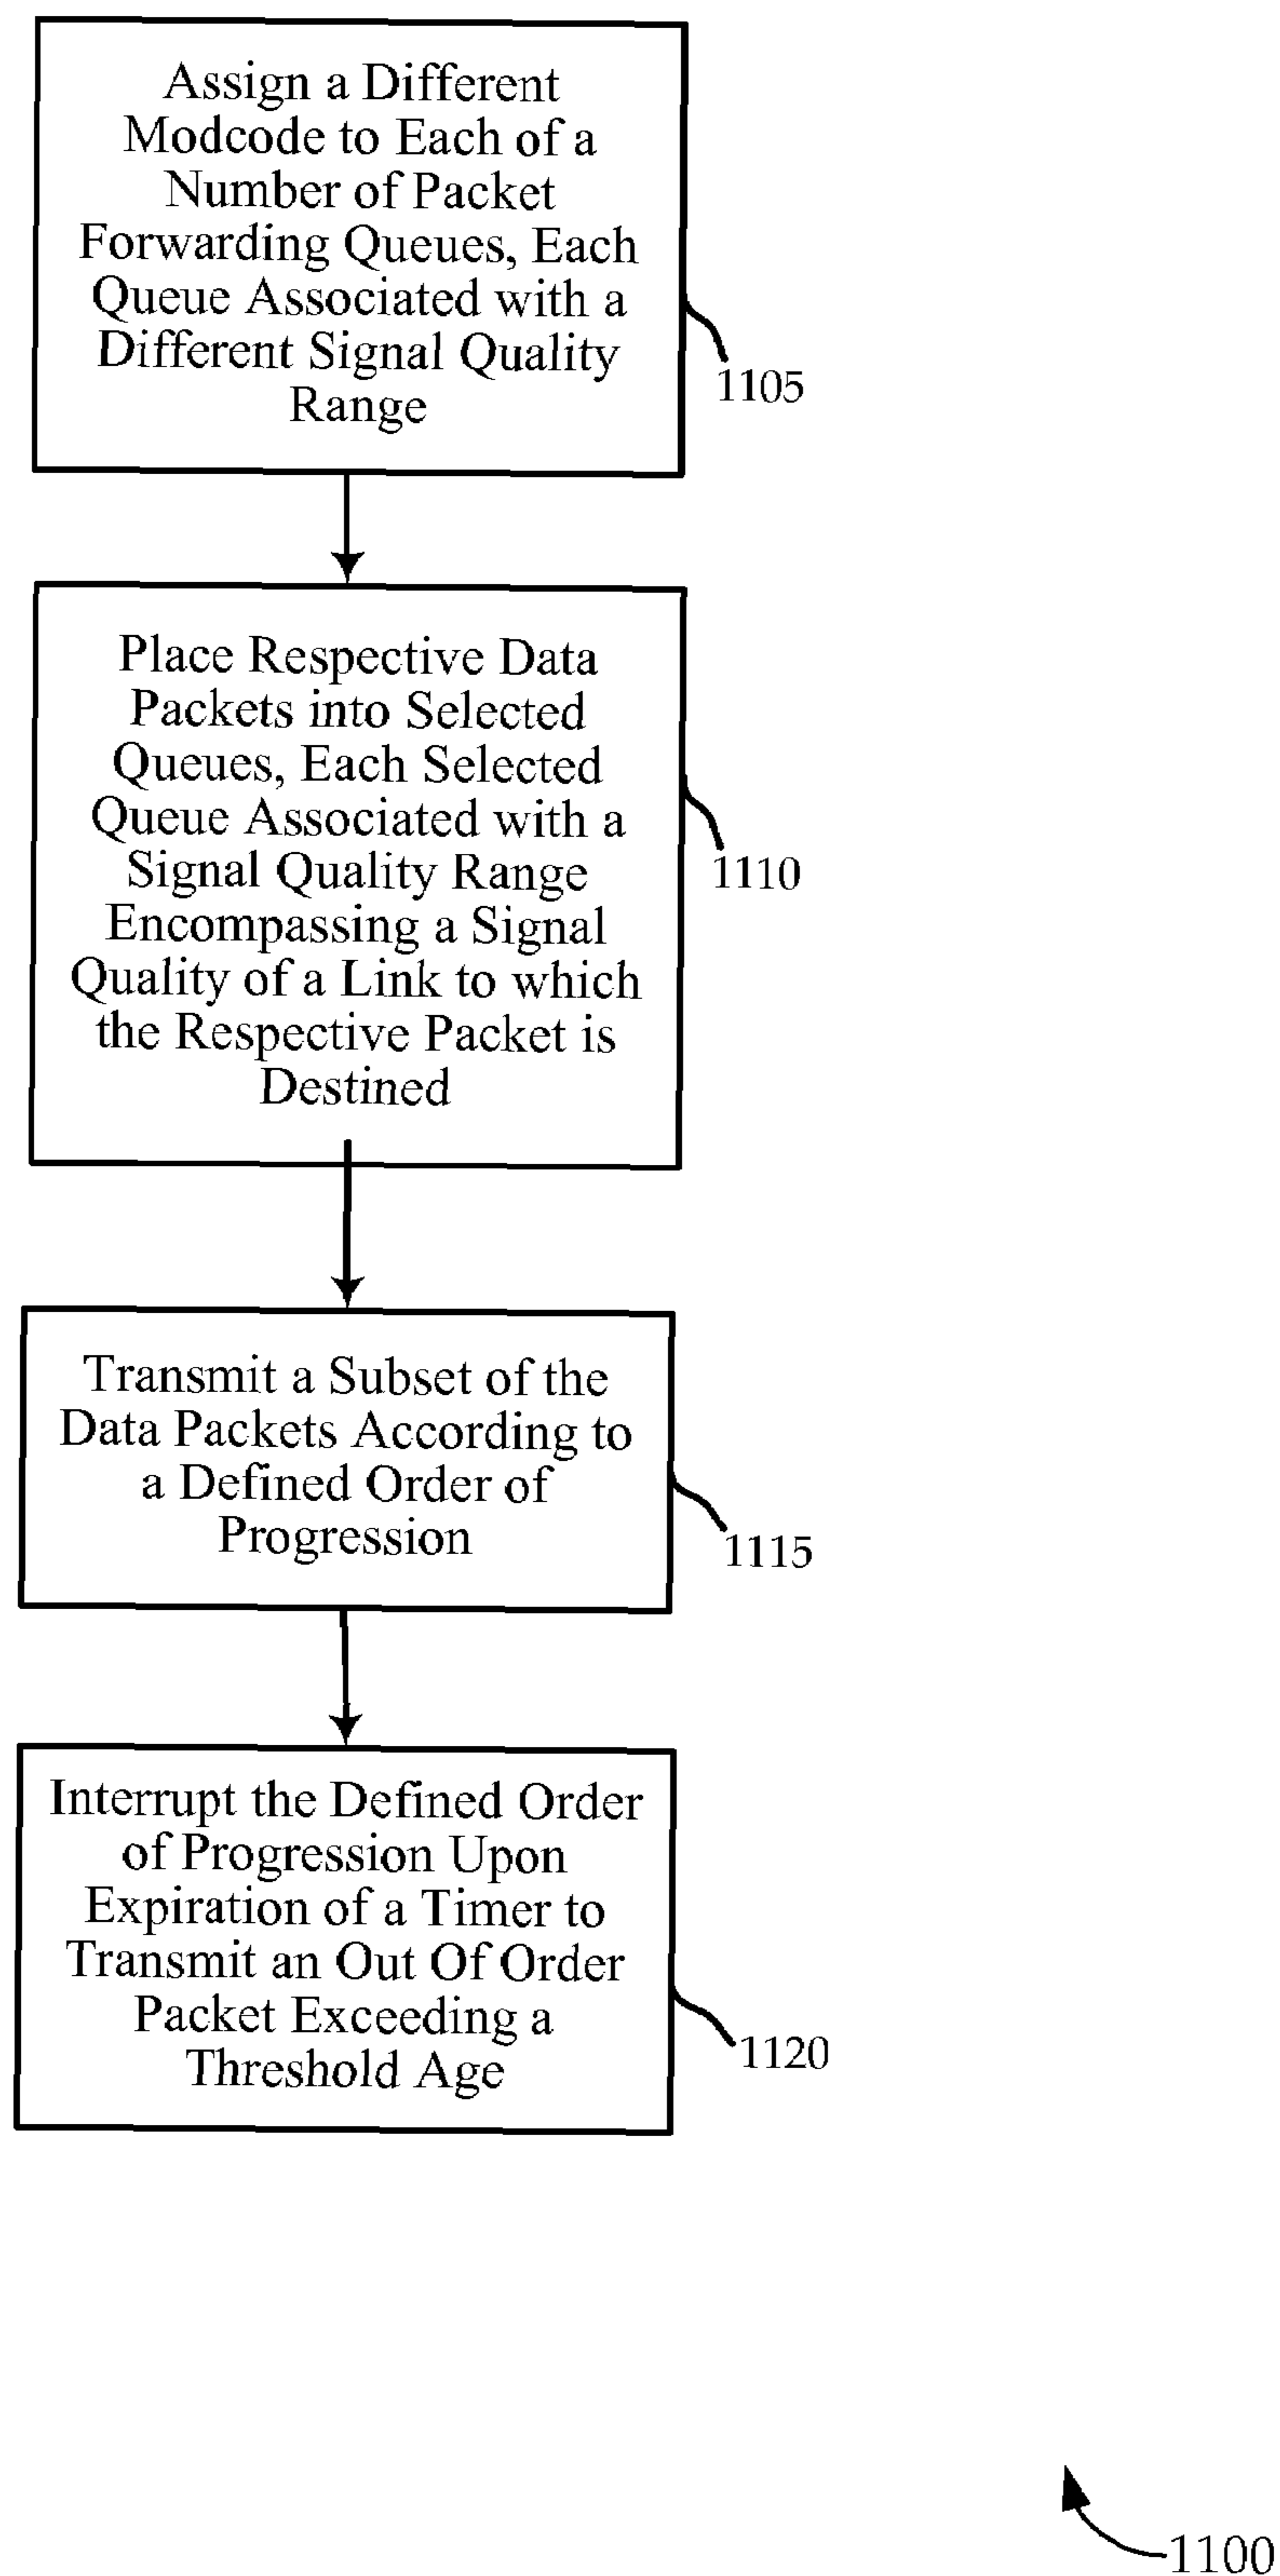 Assign a Different
Modcode to Each of a
Number of Packet
Forwarding Queues, Each
Queue Associated with a
Different Signal Quality
Range
1105
Place Respective Data
Packets into Selected
Queues, Each Selected
Queue Associated with a
Signal Quality Range
Encompassing a Signal
Quality of a Link to which
the Respective Packet is
Destined
1110
Transmit a Subset of the
Data Packets According to
a Defined Order of
Progression
1115
Interrupt the Defined Order
of Progression Upon
Expiration of a Timer to
Transmit an Out Of Order
Packet Exceeding a
Threshold Age
1120
1100